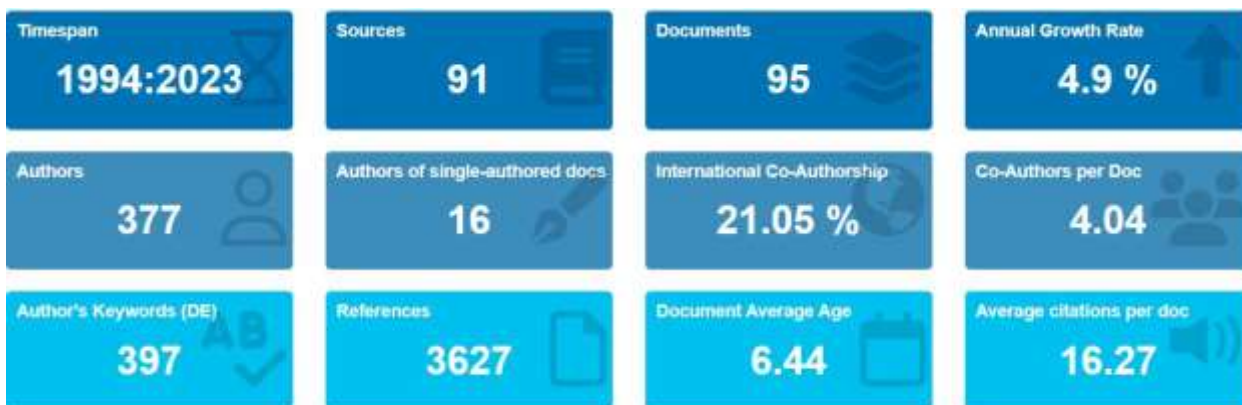 Timespan
1994:2023
Sources
91
Documents
95
Annual Growth Rate
4.9 %
Authors
377
Authors of single-authored docs
16
International Co-Authorship
21.05 %
Co-Authors per Doc
4.04
Author's Keywords (DE)
397
AB
References
3627
Document Average Age
6.44
Average citations per doc
16.27